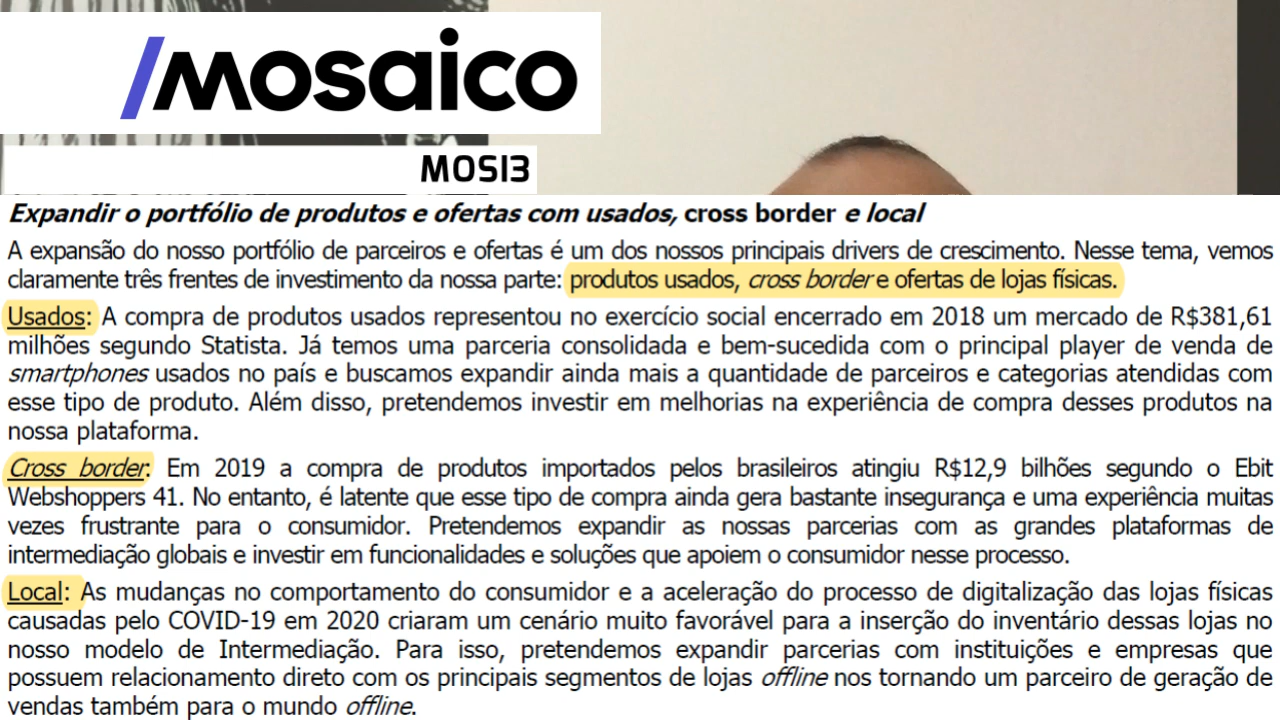 /mosaico
MOSI3
Expandir o portfólio de produtos e ofertas com usados, cross border e local
A expansão do nosso portfólio de parceiros e ofertas é um dos nossos principais drivers de crescimento. Nesse tema, vemos
claramente três frentes de investimento da nossa parte: produtos usados, cross border e ofertas de lojas físicas.
Usados: A compra de produtos usados representou no exercício social encerrado em 2018 um mercado de R$381,61
milhões segundo Statista. Já temos uma parceria consolidada e bem-sucedida com o principal player de venda de
smartphones usados no país e buscamos expandir ainda mais a quantidade de parceiros e categorias atendidas com
esse tipo de produto. Além disso, pretendemos investir em melhorias na experiência de compra desses produtos na
nossa plataforma.
Cross border: Em 2019 a compra de produtos importados pelos brasileiros atingiu R$12,9 bilhões segundo o Ebit
Webshoppers 41. No entanto, é latente que esse tipo de compra ainda gera bastante insegurança e uma experiência muitas
vezes frustrante para o consumidor. Pretendemos expandir as nossas parcerias com as grandes plataformas de
intermediação globais e investir em funcionalidades e soluções que apoiem o consumidor nesse processo.
Local: As mudanças no comportamento do consumidor e a aceleração do processo de digitalização das lojas físicas
causadas pelo COVID-19 em 2020 criaram um cenário muito favorável para a inserção do inventário dessas lojas no
nosso modelo de Intermediação. Para isso, pretendemos expandir parcerias com instituições e empresas que
possuem relacionamento direto com os principais segmentos de lojas offline nos tornando um parceiro de geração de
vendas também para o mundo offline.